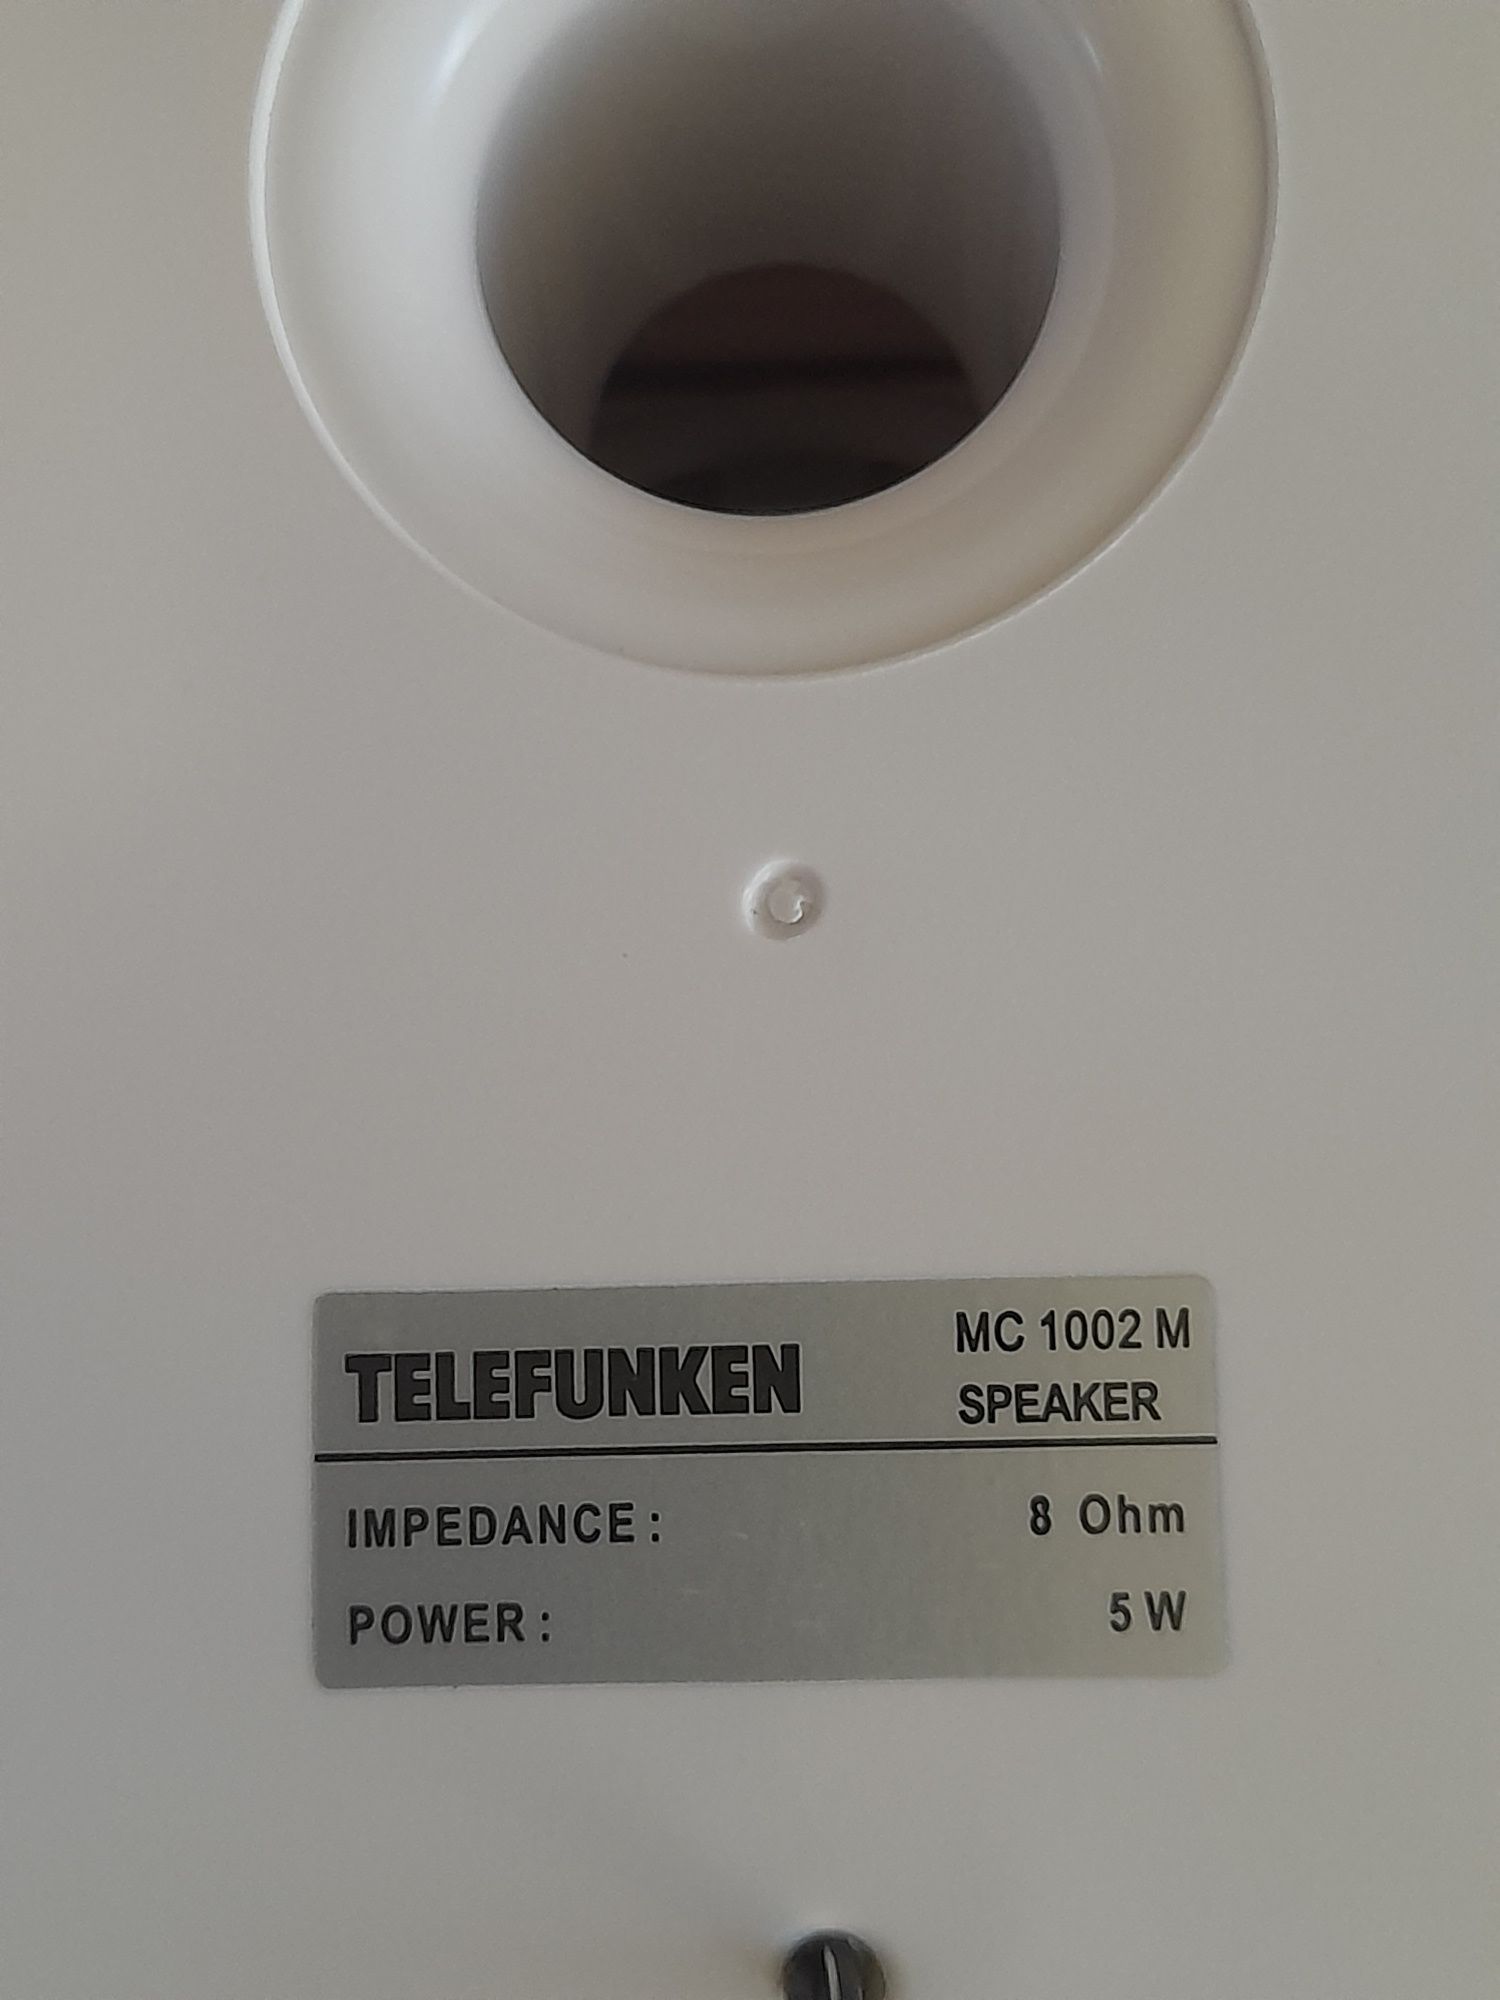 TELEFUNKEN
MC 1002 M
SPEAKER
IMPEDANCE: 8 Ohm
POWER: 5 W